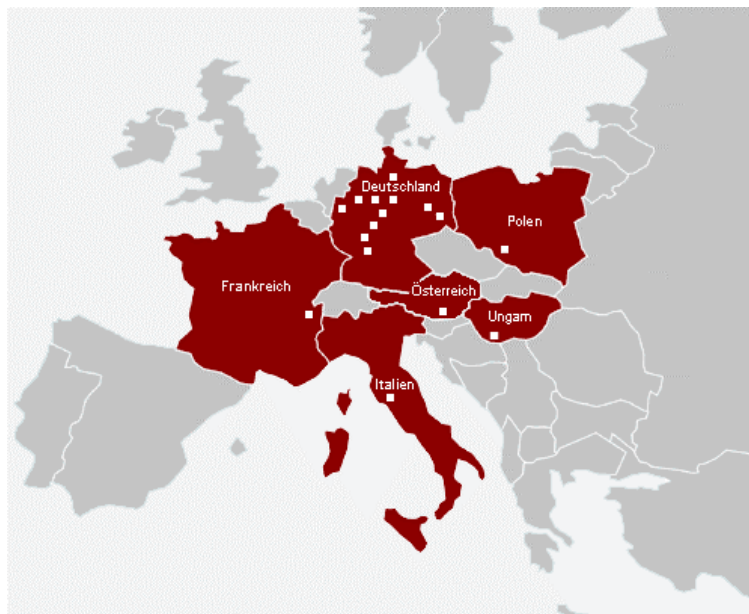 Deutschland
Polen
Frankreich
Österreich
Ungarn
Italien